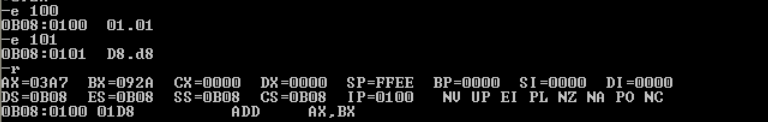 -e 100
0B08:0100  01.01
-e 101
0B08:0101  D8.d8
-r
AX=03A7  BX=092A  CX=0000  DX=0000  SP=FFEE  BP=0000  SI=0000  DI=0000
DS=0B08  ES=0B08  SS=0B08  CS=0B08  IP=0100   NV UP EI PL NZ NA PO NC
0B08:0100 01D8          ADD     AX,BX